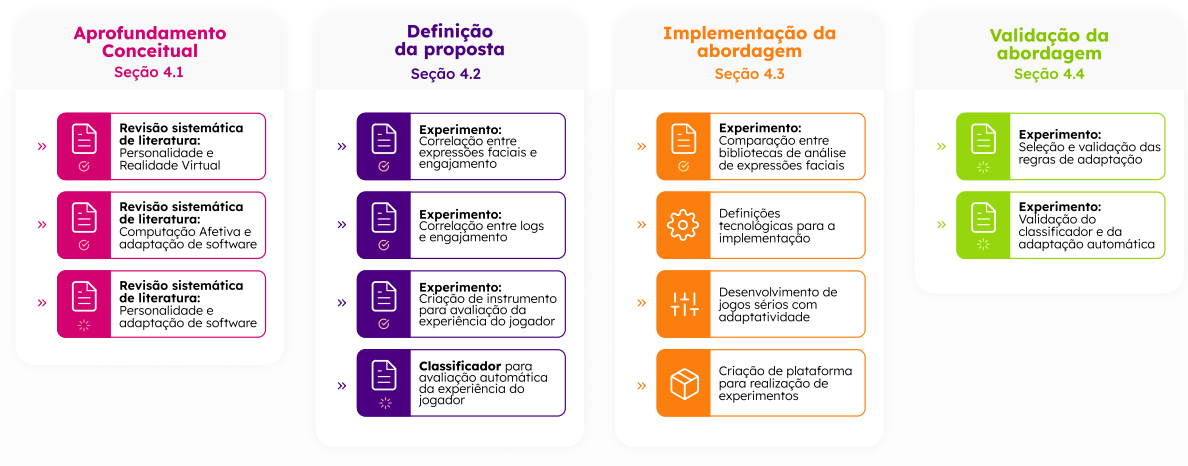 Aprofundamento
Conceitual
Seção 4.1
Revisão sistemática
de literatura:
Personalidade e
Realidade Virtual
Revisão sistemática
de literatura:
Computação Afetiva e
adaptação de software
Revisão sistemática
de literatura:
Personalidade e
adaptação de software
Definição
da proposta
Seção 4.2
Experimento:
Correlação entre
expressões faciais e
engajamento
Experimento:
Correlação entre logs
e engajamento
Experimento:
Criação de instrumento
para avaliação da
experiência do jogador
Classificador para
avaliação automática
da experiência do
jogador
Implementação da
abordagem
Seção 4.3
Experimento:
Comparação entre
bibliotecas de análise
de expressões faciais
Definições
tecnológicas para a
implementação
Desenvolvimento de
jogos sérios com
adaptatividade
Criação de plataforma
para realização de
experimentos
Validação da
abordagem
Seção 4.4
Experimento:
Seleção e validação das
regras de adaptação
Experimento:
Validação do
classificador e da
adaptação automática